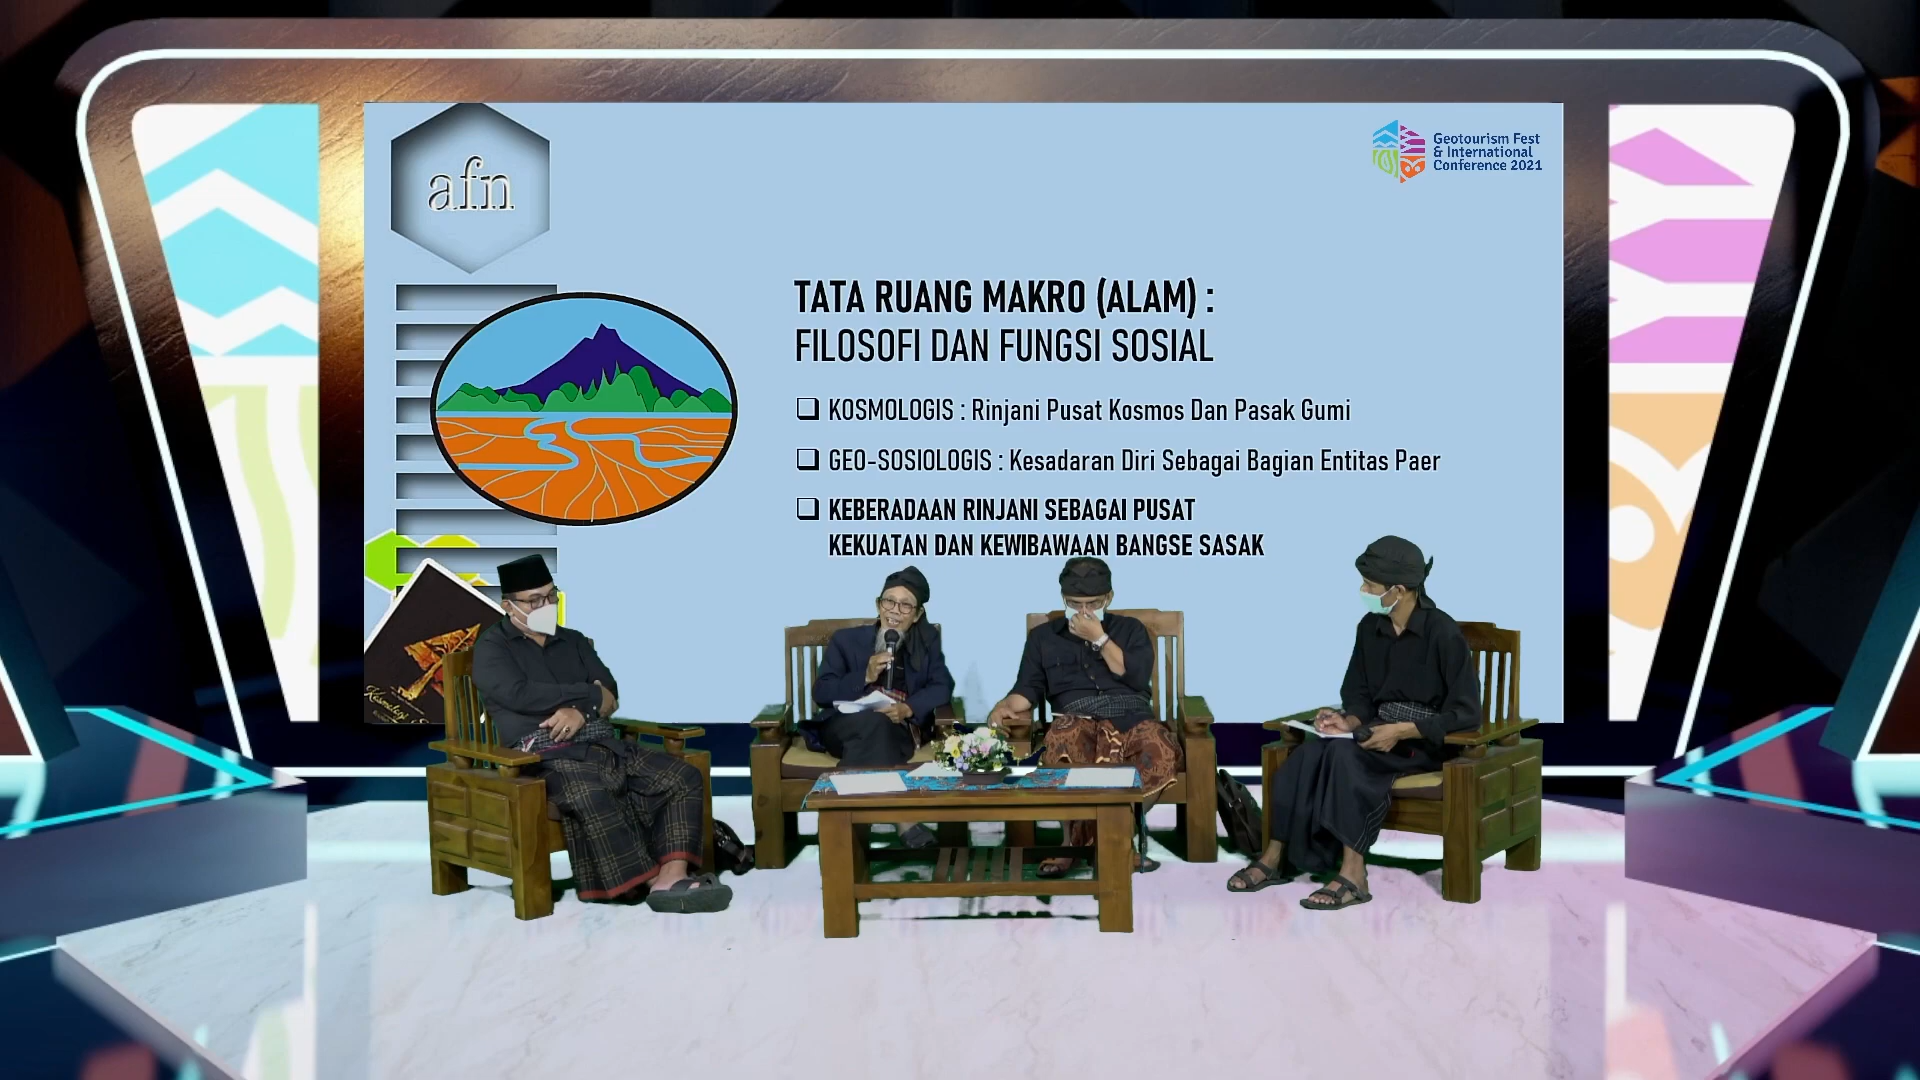 afn
Geotourism Fest
& International
Conference 2021
TATA RUANG MAKRO (ALAM) :
FILOSOFI DAN FUNGSI SOSIAL
KOSMOLOGIS : Rinjani Pusat Kosmos Dan Pasak Gumi
GEO-SOSIOLOGIS : Kesadaran Diri Sebagai Bagian Entitas Paer
KEBERADAAN RINJANI SEBAGAI PUSAT
KEKUATAN DAN KEWIBAWAAN BANGSE SASAK
Kosmologi